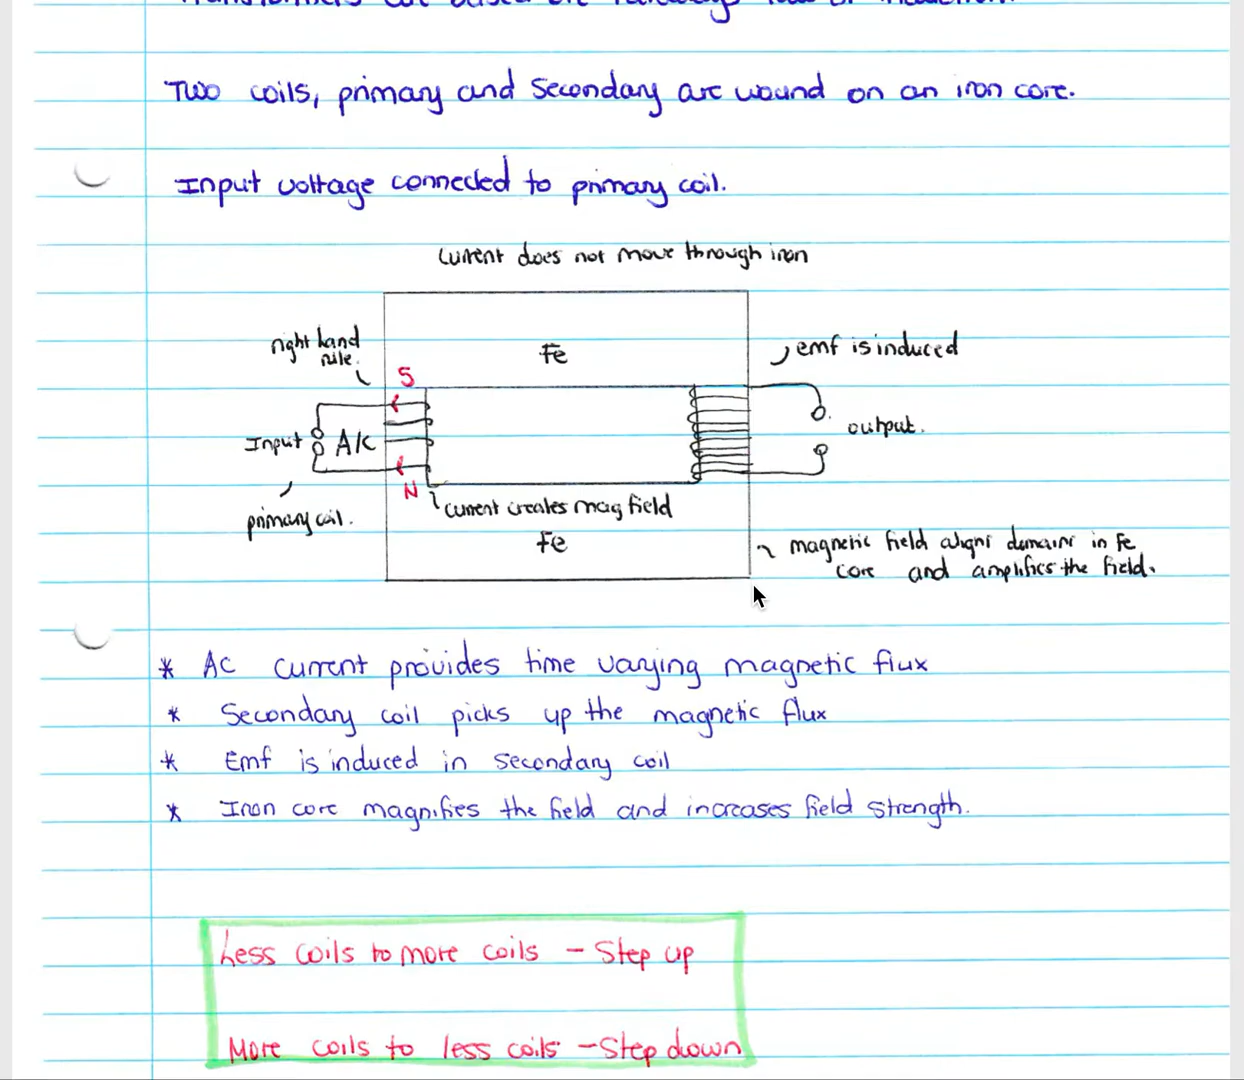 Two coils, primary and secondary are wound on an iron core.
Input voltage connected to primary coil.
current does not move through iron
right hand
rule.
Fe
emf is induced
S
Input
A/C
output.
N
current creates mag field
primary coil.
Fe
magnetic field aligns domains in Fe
core and amplifies the field.
* AC current provides time varying magnetic flux
* Secondary coil picks up the magnetic flux
* Emf is induced in secondary coil
* Iron core magnifies the field and increases field strength.
Less coils to more coils - Step up
More coils to less coils - Step down